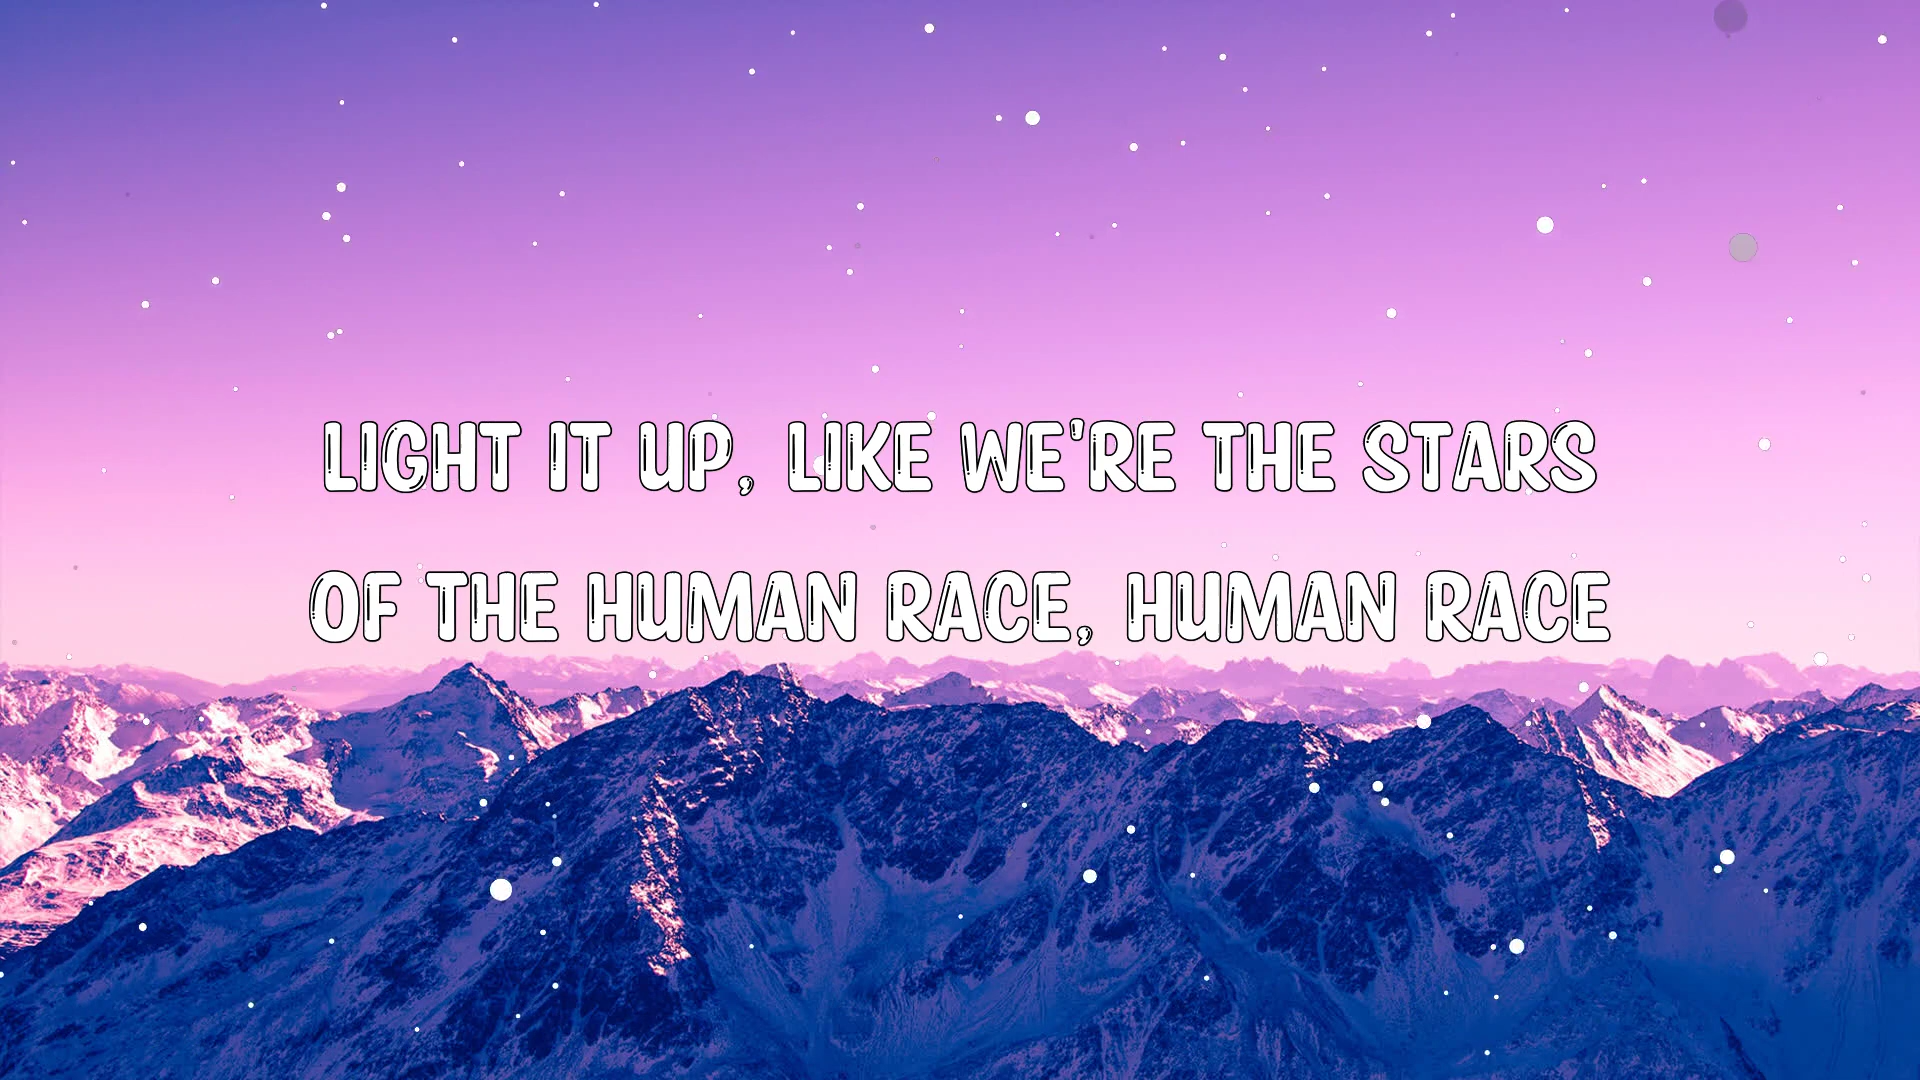 LIGHT IT UP, LIKE WE'RE THE STARS
OF THE HUMAN RACE, HUMAN RACE